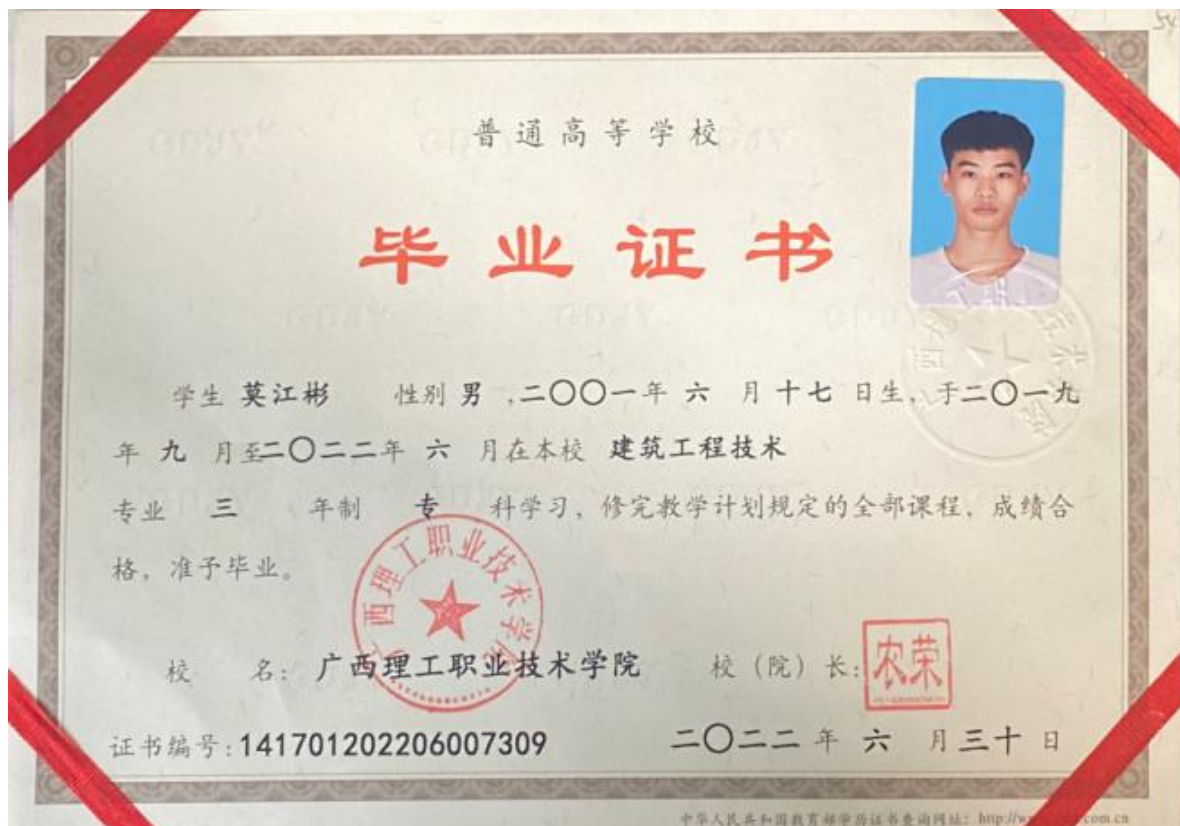 54
普通高等学校
毕业证书
学生 莫江彬 性别 男 ,二〇〇一年 六 月 十七 日生, 于二〇一九
年 九 月至二〇二二年 六 月在本校 建筑工程技术
专业 三 年制 专 科学习, 修完教学计划规定的全部课程, 成绩合
格, 准予毕业。
广西理工职业技术学院
校 名: 广西理工职业技术学院 校 (院) 长:
农荣
证书编号:141701202206007309 二〇二二 年 六 月 三十 日
中华人民共和国教育部学历证书查询网址: http://w com.cn